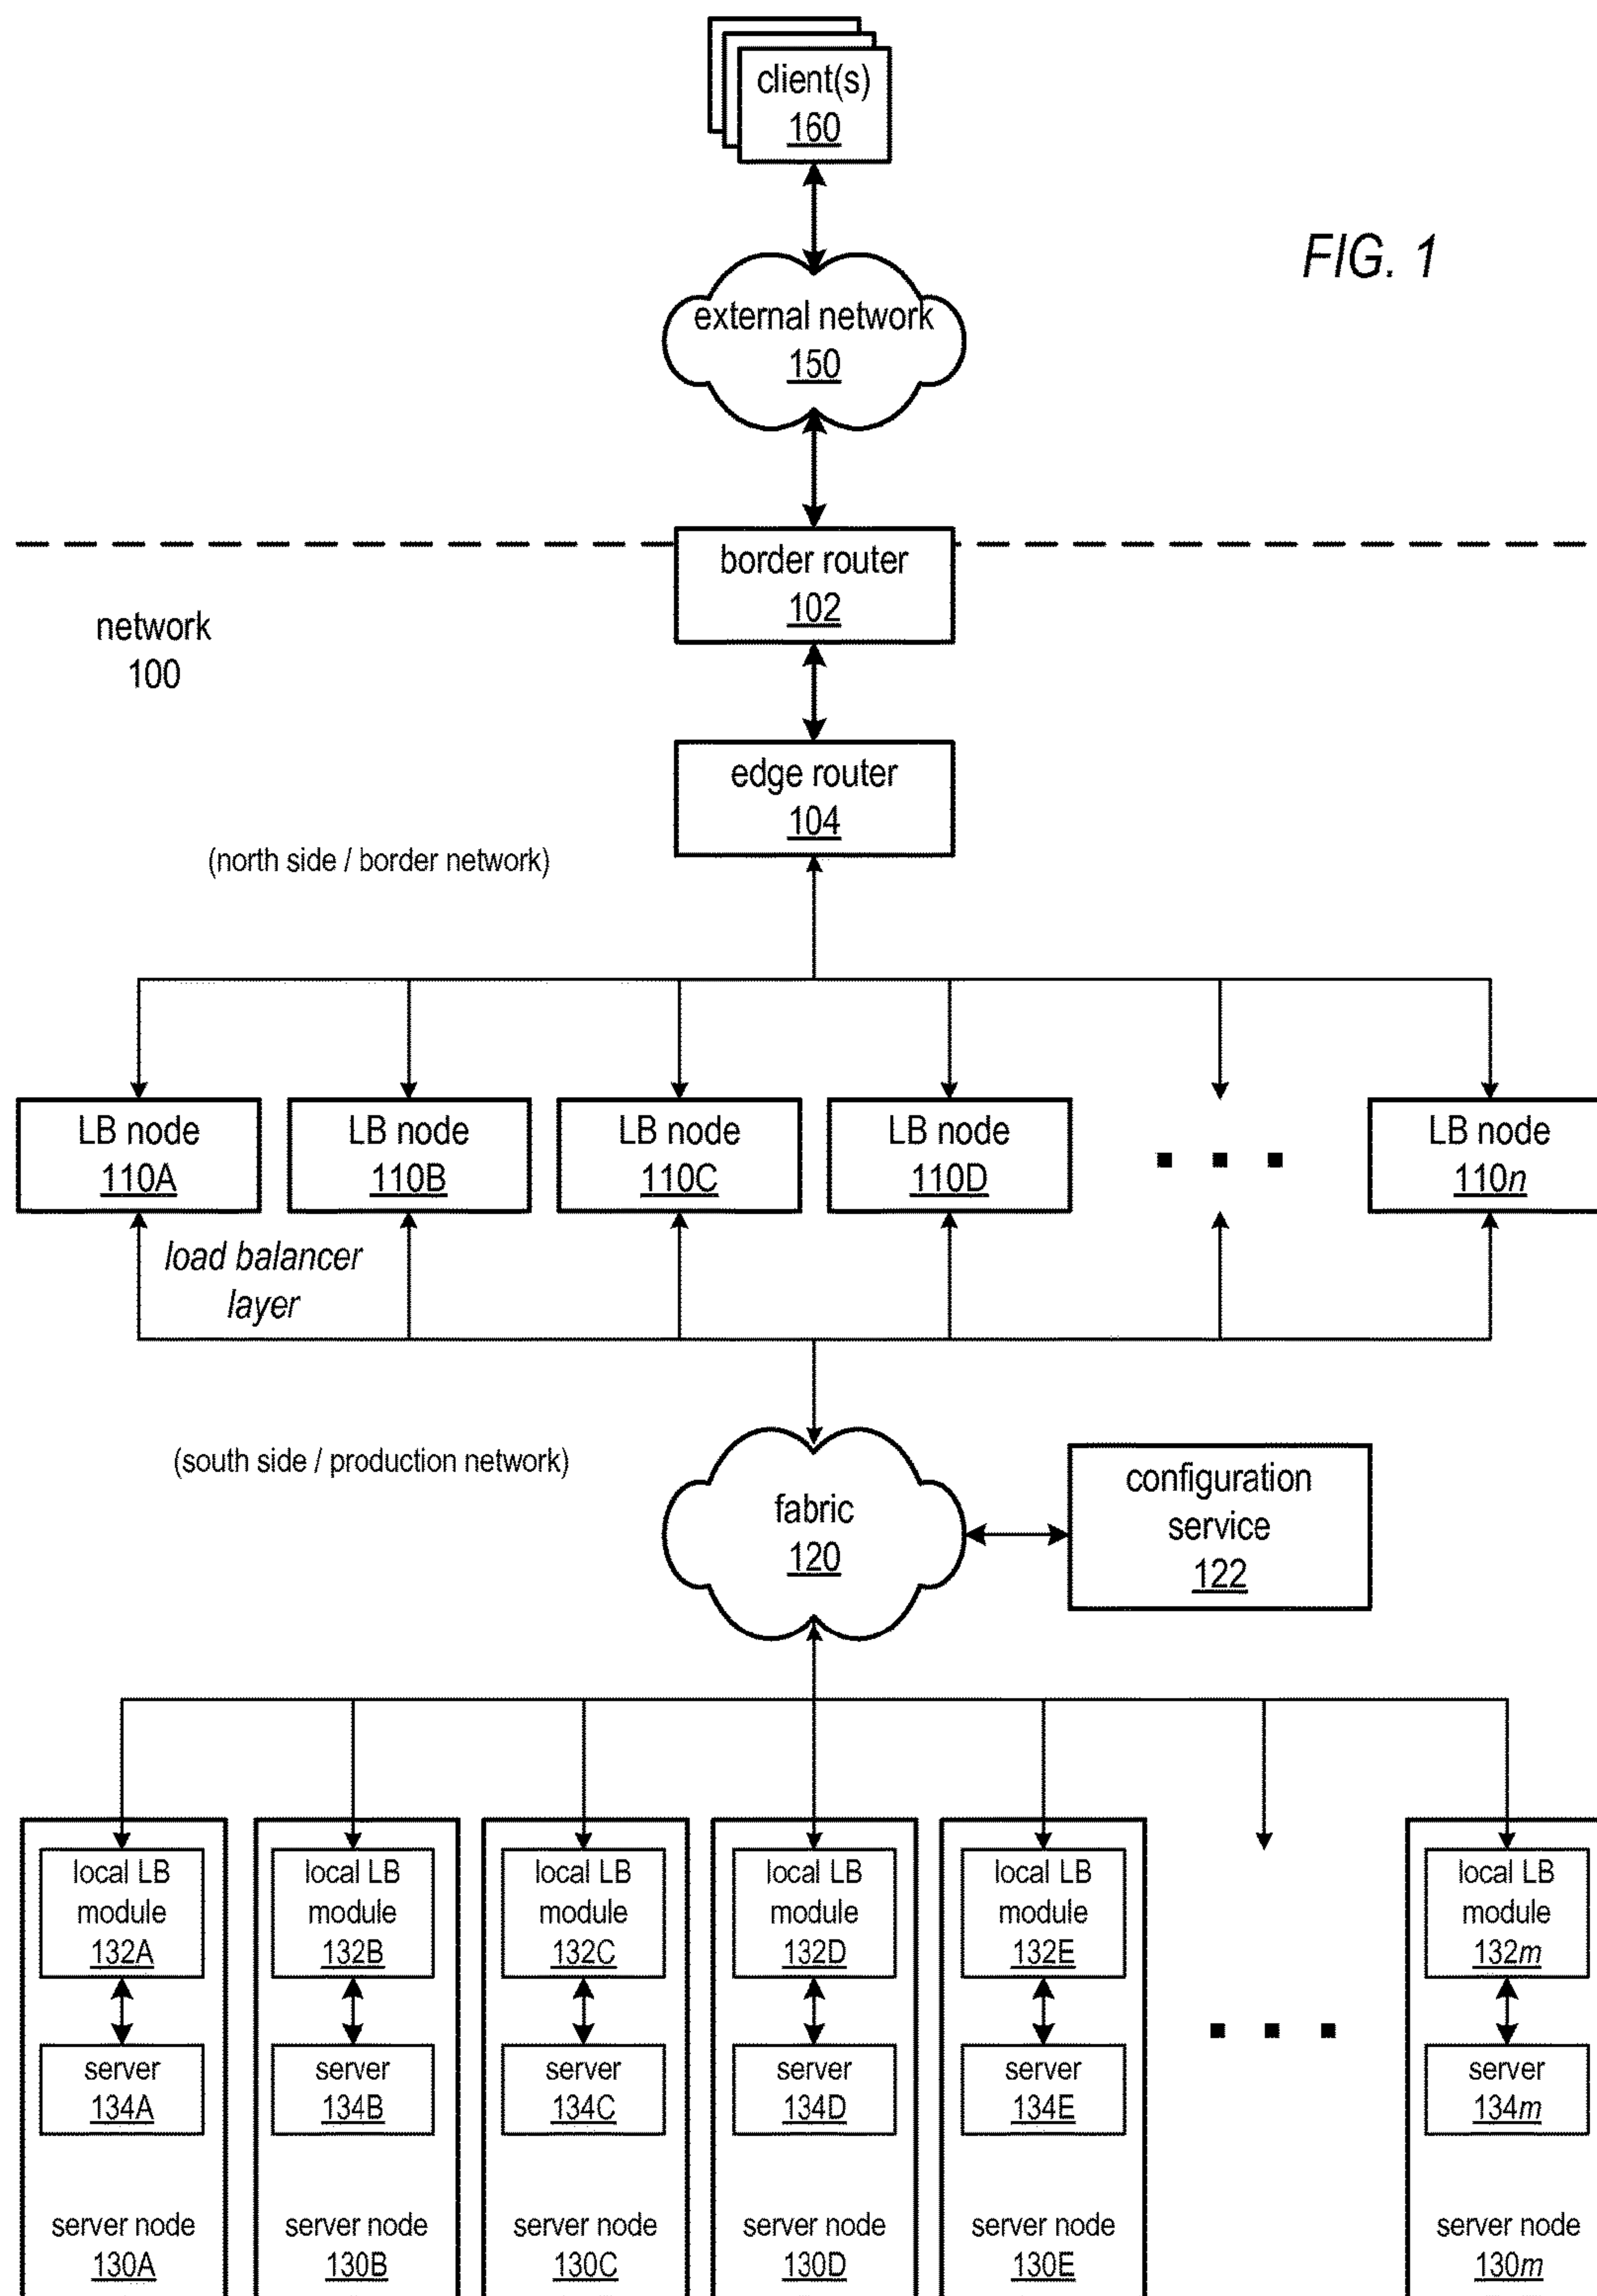 client(s)
160
FIG. 1
external network
150
border router
102
network
100
edge router
104
(north side / border network)
LB node
110A
LB node
110B
LB node
110C
LB node
110D
LB node
110n
load balancer
layer
(south side / production network)
fabric
120
configuration
service
122
local LB
module
132A
server
134A
server node
130A
local LB
module
132B
server
134B
server node
130B
local LB
module
132C
server
134C
server node
130C
local LB
module
132D
server
134D
server node
130D
local LB
module
132E
server
134E
server node
130E
local LB
module
132m
server
134m
server node
130m